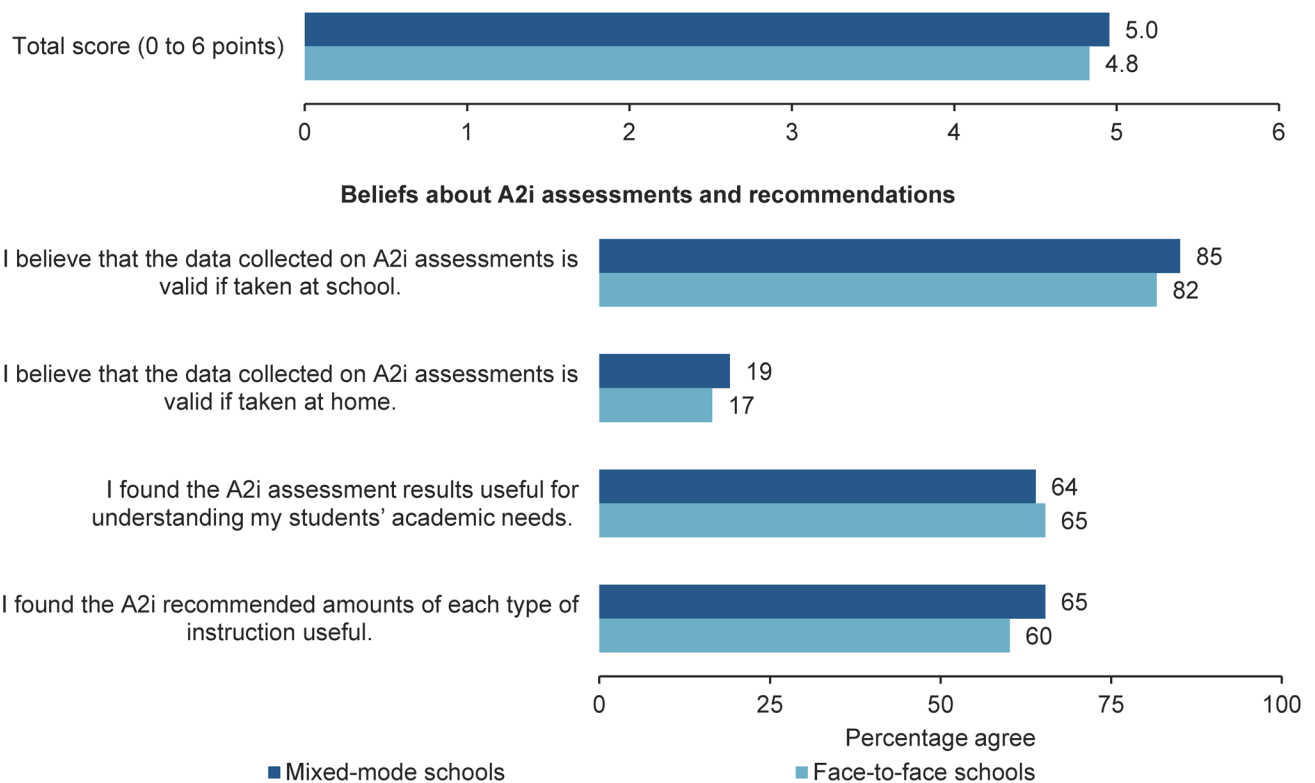 Total score (0 to 6 points)
5.0
4.8
0 1 2 3 4 5 6
Beliefs about A2i assessments and recommendations
I believe that the data collected on A2i assessments is
valid if taken at school.
85
82
I believe that the data collected on A2i assessments is
valid if taken at home.
19
17
I found the A2i assessment results useful for
understanding my students’ academic needs.
64
65
I found the A2i recommended amounts of each type of
instruction useful.
65
60
0 25 50 75 100
Percentage agree
Mixed-mode schools Face-to-face schools